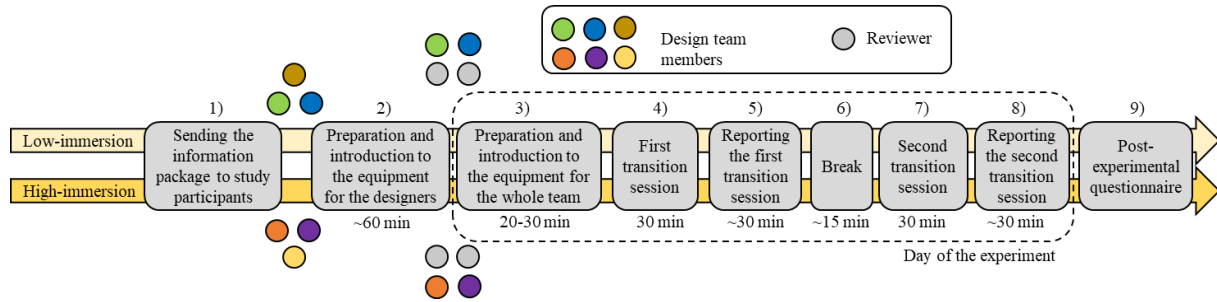 Design team
members
Reviewer
1)
2)
3)
4)
5)
6)
7)
8)
9)
Low-immersion
High-immersion
Sending the
information
package to study
participants
Preparation and
introduction to
the equipment
for the designers
Preparation and
introduction to
the equipment for
the whole team
First
transition
session
Reporting
the first
transition
session
Break
Second
transition
session
Reporting
the second
transition
session
Post-
experimental
questionnaire
~60 min
20-30 min
30 min
~30 min
~15 min
30 min
~30 min
Day of the experiment